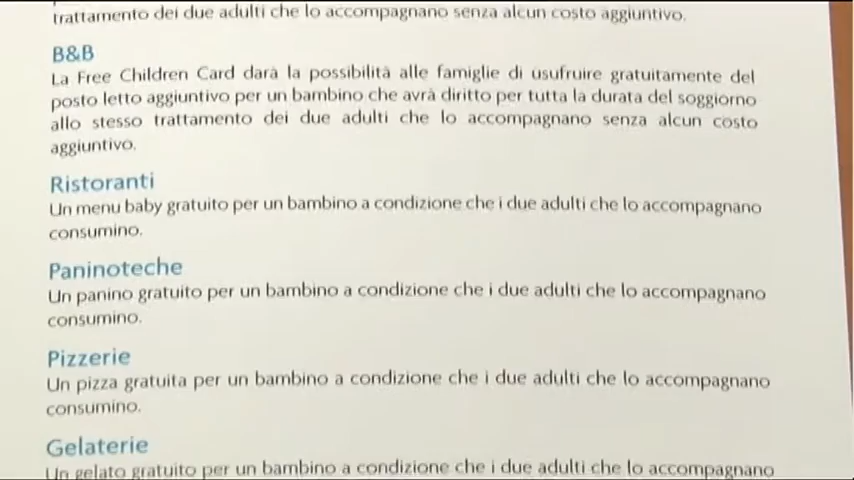 trattamento dei due adulti che lo accompagnano senza alcun costo aggiuntivo.
B&B
La Free Children Card darà la possibilità alle famiglie di usufruire gratuitamente del
posto letto aggiuntivo per un bambino che avrà diritto per tutta la durata del soggiorno
allo stesso trattamento dei due adulti che lo accompagnano senza alcun costo
aggiuntivo.
Ristoranti
Un menu baby gratuito per un bambino a condizione che i due adulti che lo accompagnano
consumino.
Paninoteche
Un panino gratuito per un bambino a condizione che i due adulti che lo accompagnano
consumino.
Pizzerie
Un pizza gratuita per un bambino a condizione che i due adulti che lo accompagnano
consumino.
Gelaterie
Un gelato gratuito per un bambino a condizione che i due adulti che lo accompagnano